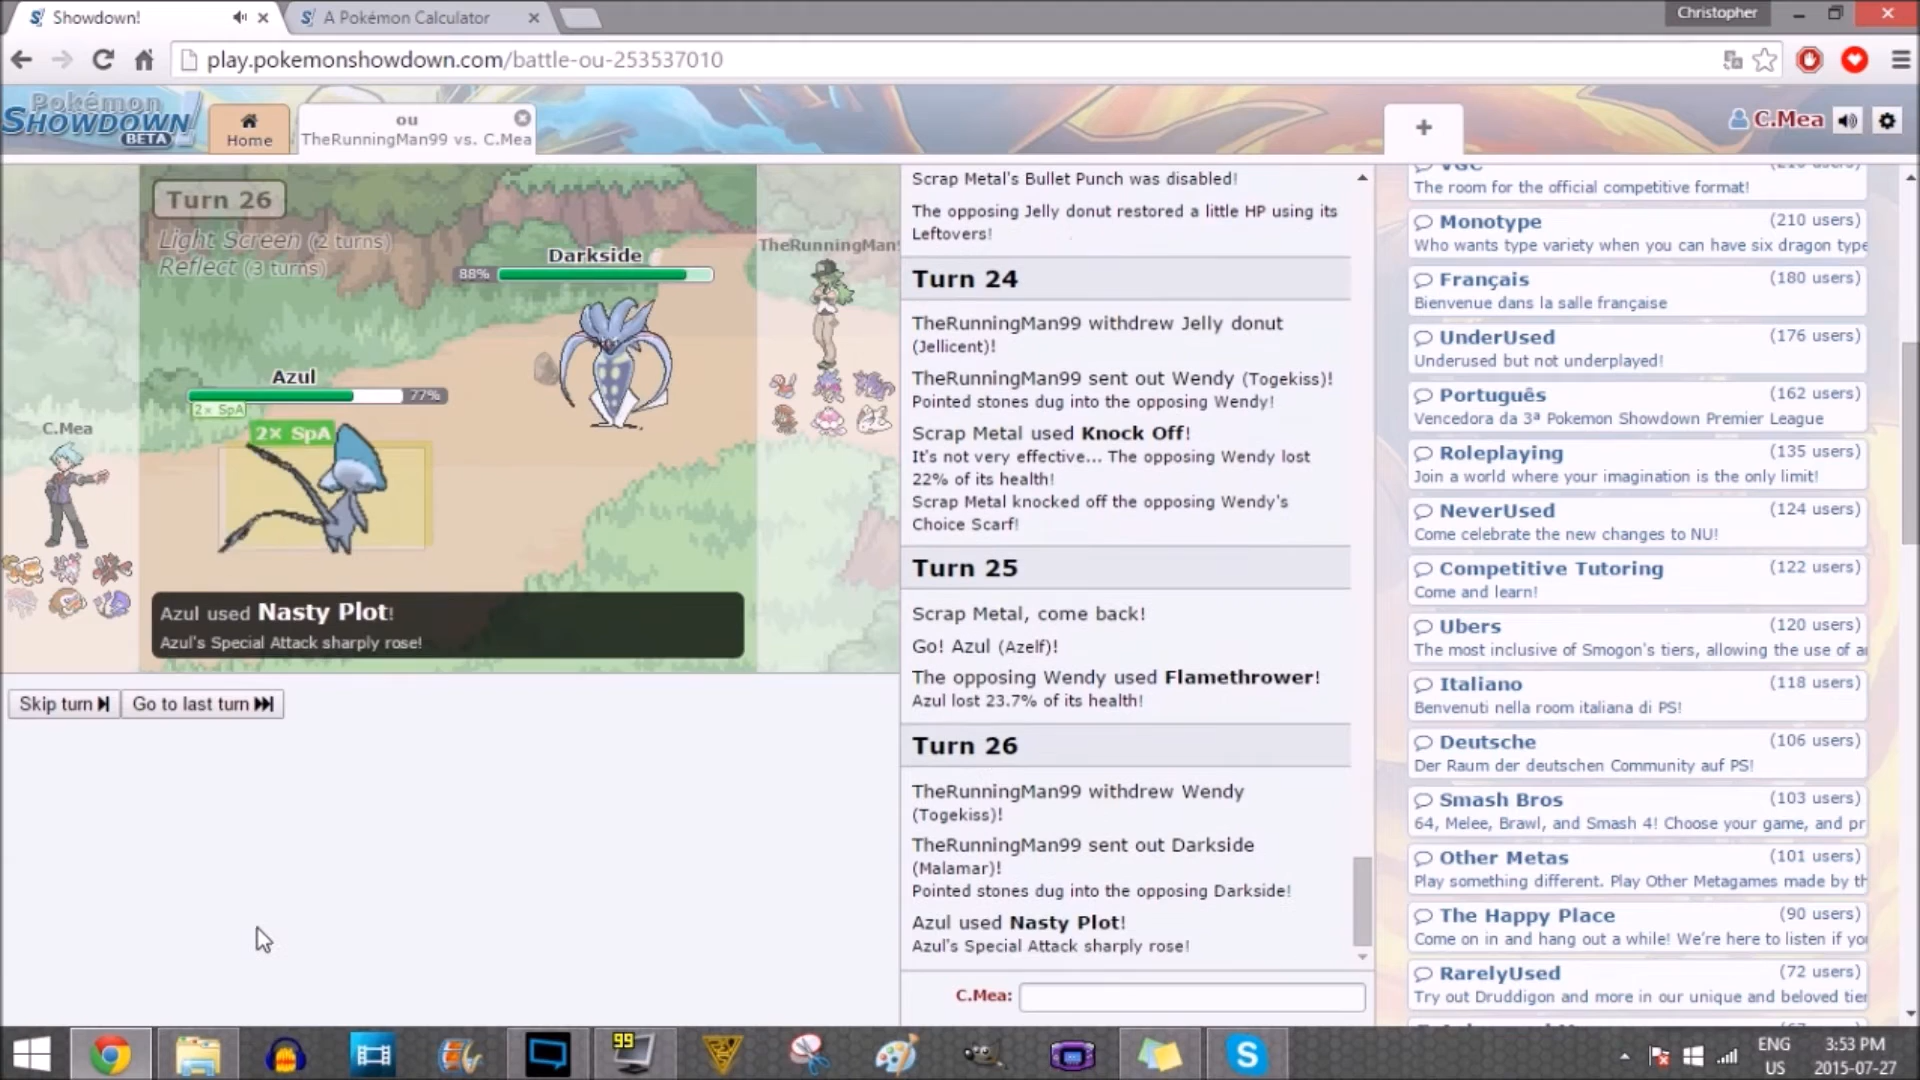 Showdown!
A Pokémon Calculator
Christopher
play.pokemonshowdown.com/battle-ou-253537010
Pokémon
SHOWDOWN!
BETA
Home
ou
TheRunningMan99 vs. C.Mea
+
C.Mea
Turn 26
Light Screen (2 turns)
Reflect (3 turns)
Darkside
88%
TheRunningMan
Azul
77%
2× SpA
2× SpA
C.Mea
Azul used Nasty Plot!
Azul's Special Attack sharply rose!
Skip turn
Go to last turn
Scrap Metal's Bullet Punch was disabled!
The opposing Jelly donut restored a little HP using its
Leftovers!
Turn 24
TheRunningMan99 withdrew Jelly donut
(Jellicent)!
TheRunningMan99 sent out Wendy (Togekiss)!
Pointed stones dug into the opposing Wendy!
Scrap Metal used Knock Off!
It's not very effective... The opposing Wendy lost
22% of its health!
Scrap Metal knocked off the opposing Wendy's
Choice Scarf!
Turn 25
Scrap Metal, come back!
Go! Azul (Azelf)!
The opposing Wendy used Flamethrower!
Azul lost 23.7% of its health!
Turn 26
TheRunningMan99 withdrew Wendy
(Togekiss)!
TheRunningMan99 sent out Darkside
(Malamar)!
Pointed stones dug into the opposing Darkside!
Azul used Nasty Plot!
Azul's Special Attack sharply rose!
C.Mea:
VGC
The room for the official competitive format!
Monotype (210 users)
Who wants type variety when you can have six dragon type
Français (180 users)
Bienvenue dans la salle française
UnderUsed (176 users)
Underused but not underplayed!
Português (162 users)
Vencedora da 3ª Pokemon Showdown Premier League
Roleplaying (135 users)
Join a world where your imagination is the only limit!
NeverUsed (124 users)
Come celebrate the new changes to NU!
Competitive Tutoring (122 users)
Come and learn!
Ubers (120 users)
The most inclusive of Smogon's tiers, allowing the use of a
Italiano (118 users)
Benvenuti nella room italiana di PS!
Deutsche (106 users)
Der Raum der deutschen Community auf PS!
Smash Bros (103 users)
64, Melee, Brawl, and Smash 4! Choose your game, and pr
Other Metas (101 users)
Play something different. Play Other Metagames made by th
The Happy Place (90 users)
Come on in and hang out a while! We're here to listen if yo
RarelyUsed (72 users)
Try out Druddigon and more in our unique and beloved tier
99
ENG
US
3:53 PM
2015-07-27